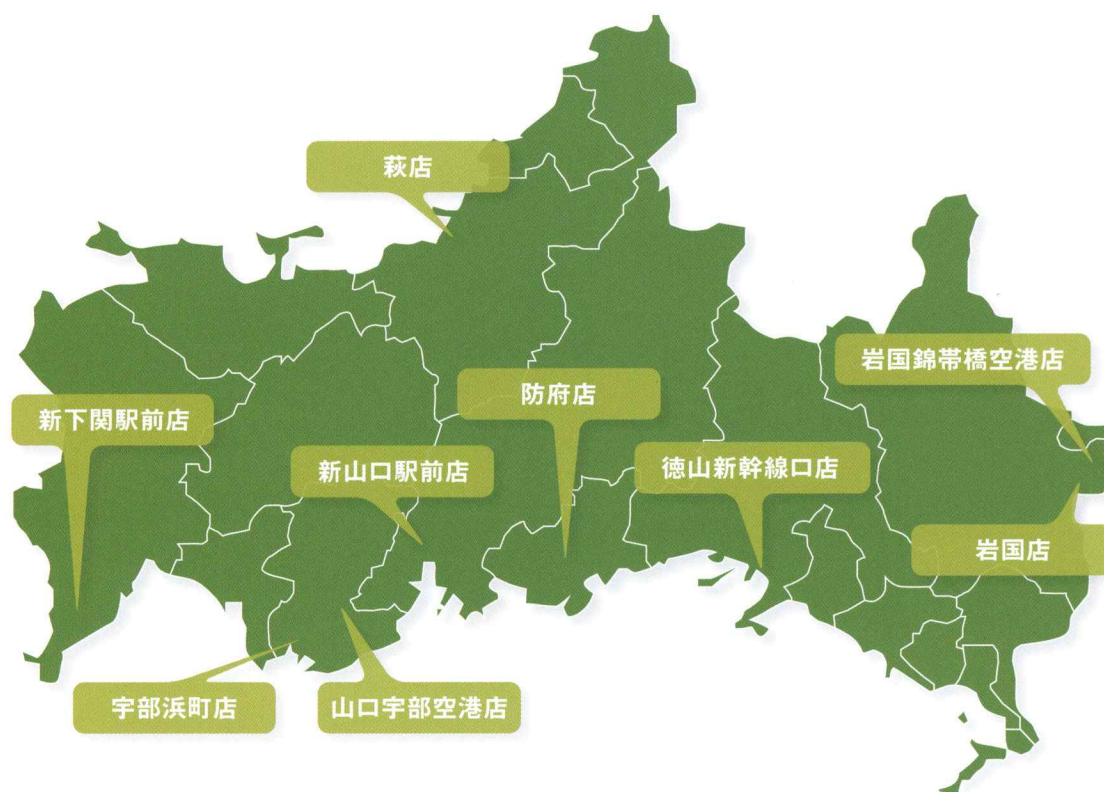 萩店
岩国錦帯橋空港店
防府店
新下関駅前店
新山口駅前店
徳山新幹線口店
岩国店
宇部浜町店
山口宇部空港店